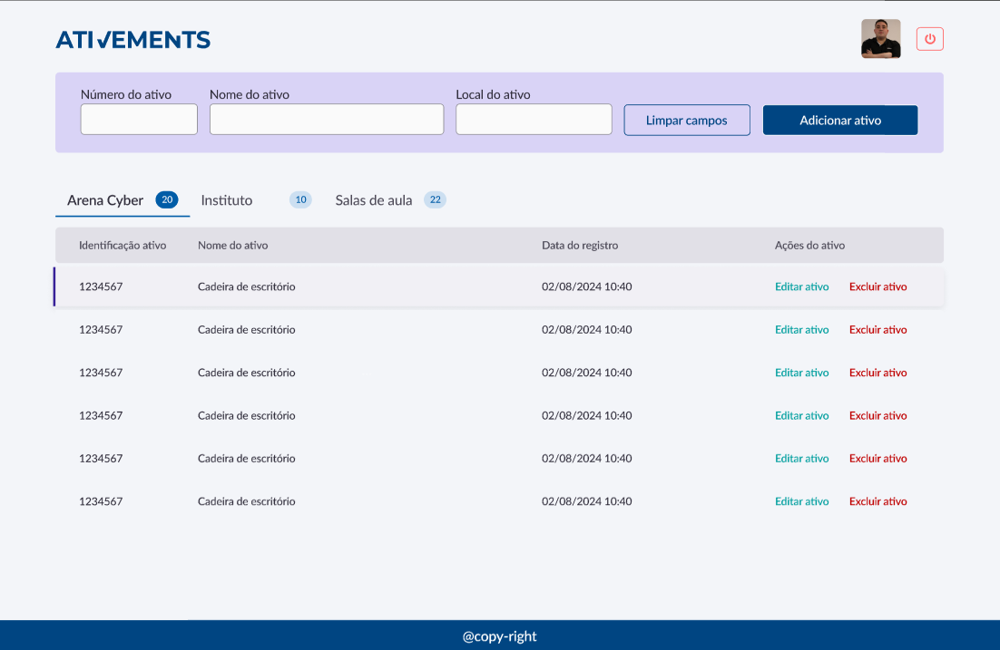 ATIVEMENTS
Número do ativo Nome do ativo Local do ativo
Limpar campos Adicionar ativo
Arena Cyber 20 Instituto 10 Salas de aula 22
Identificação ativo Nome do ativo Data do registro Ações do ativo
1234567 Cadeira de escritório 02/08/2024 10:40 Editar ativo Excluir ativo
1234567 Cadeira de escritório 02/08/2024 10:40 Editar ativo Excluir ativo
1234567 Cadeira de escritório 02/08/2024 10:40 Editar ativo Excluir ativo
1234567 Cadeira de escritório 02/08/2024 10:40 Editar ativo Excluir ativo
1234567 Cadeira de escritório 02/08/2024 10:40 Editar ativo Excluir ativo
1234567 Cadeira de escritório 02/08/2024 10:40 Editar ativo Excluir ativo
@copy-right